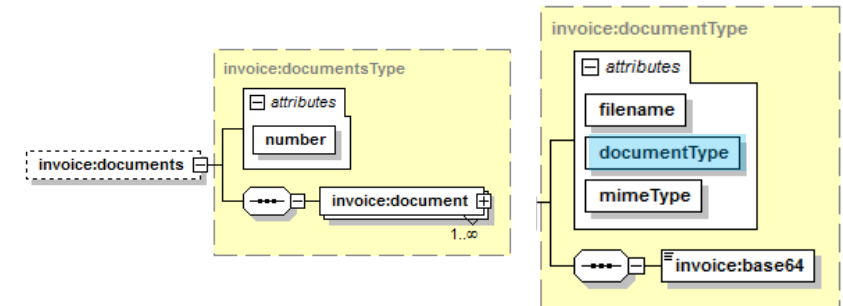 invoice:documents
invoice:documentsType
attributes
number
invoice:document
1..∞
invoice:documentType
attributes
filename
documentType
mimeType
invoice:base64